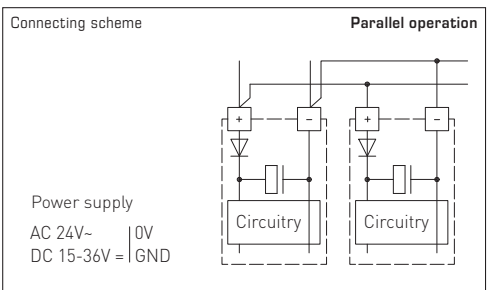 Connecting scheme Parallel operation
+ – + –
Circuitry Circuitry
Power supply
AC 24V~ | 0V
DC 15-36V = | GND